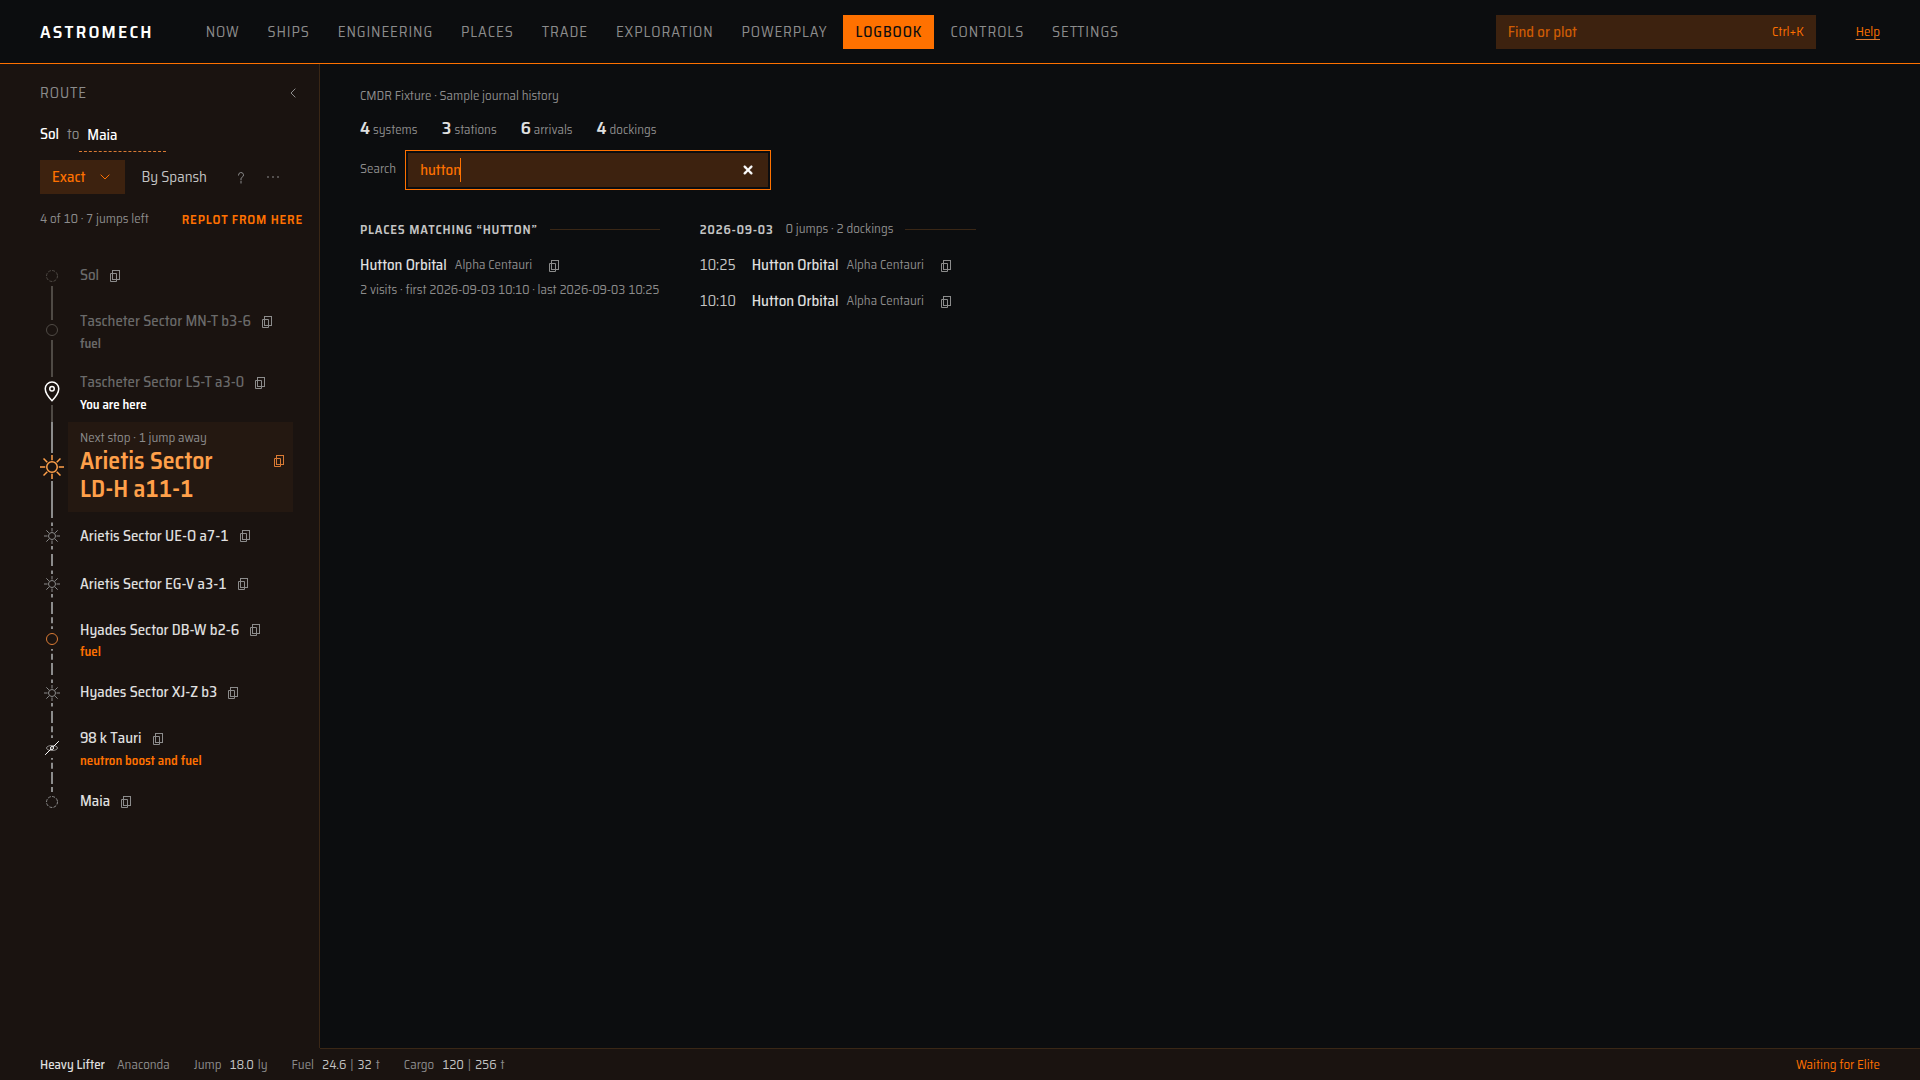 ASTROMECH NOW SHIPS ENGINEERING PLACES TRADE EXPLORATION POWERPLAY LOGBOOK CONTROLS SETTINGS Find or plot Ctrl+K Help
ROUTE
Sol to Maia
Exact By Spansh ? ···
4 of 10 · 7 jumps left REPLOT FROM HERE
Sol
Tascheter Sector MN-T b3-6
fuel
Tascheter Sector LS-T a3-0
You are here
Next stop · 1 jump away
Arietis Sector
LD-H a11-1
Arietis Sector UE-O a7-1
Arietis Sector EG-V a3-1
Hyades Sector DB-W b2-6
fuel
Hyades Sector XJ-Z b3
98 k Tauri
neutron boost and fuel
Maia
CMDR Fixture · Sample journal history
4 systems 3 stations 6 arrivals 4 dockings
Search hutton
PLACES MATCHING “HUTTON”
Hutton Orbital Alpha Centauri
2 visits · first 2026-09-03 10:10 · last 2026-09-03 10:25
2026-09-03 0 jumps · 2 dockings
10:25 Hutton Orbital Alpha Centauri
10:10 Hutton Orbital Alpha Centauri
Heavy Lifter Anaconda Jump 18.0 ly Fuel 24.6 | 32 t Cargo 120 | 256 t Waiting for Elite